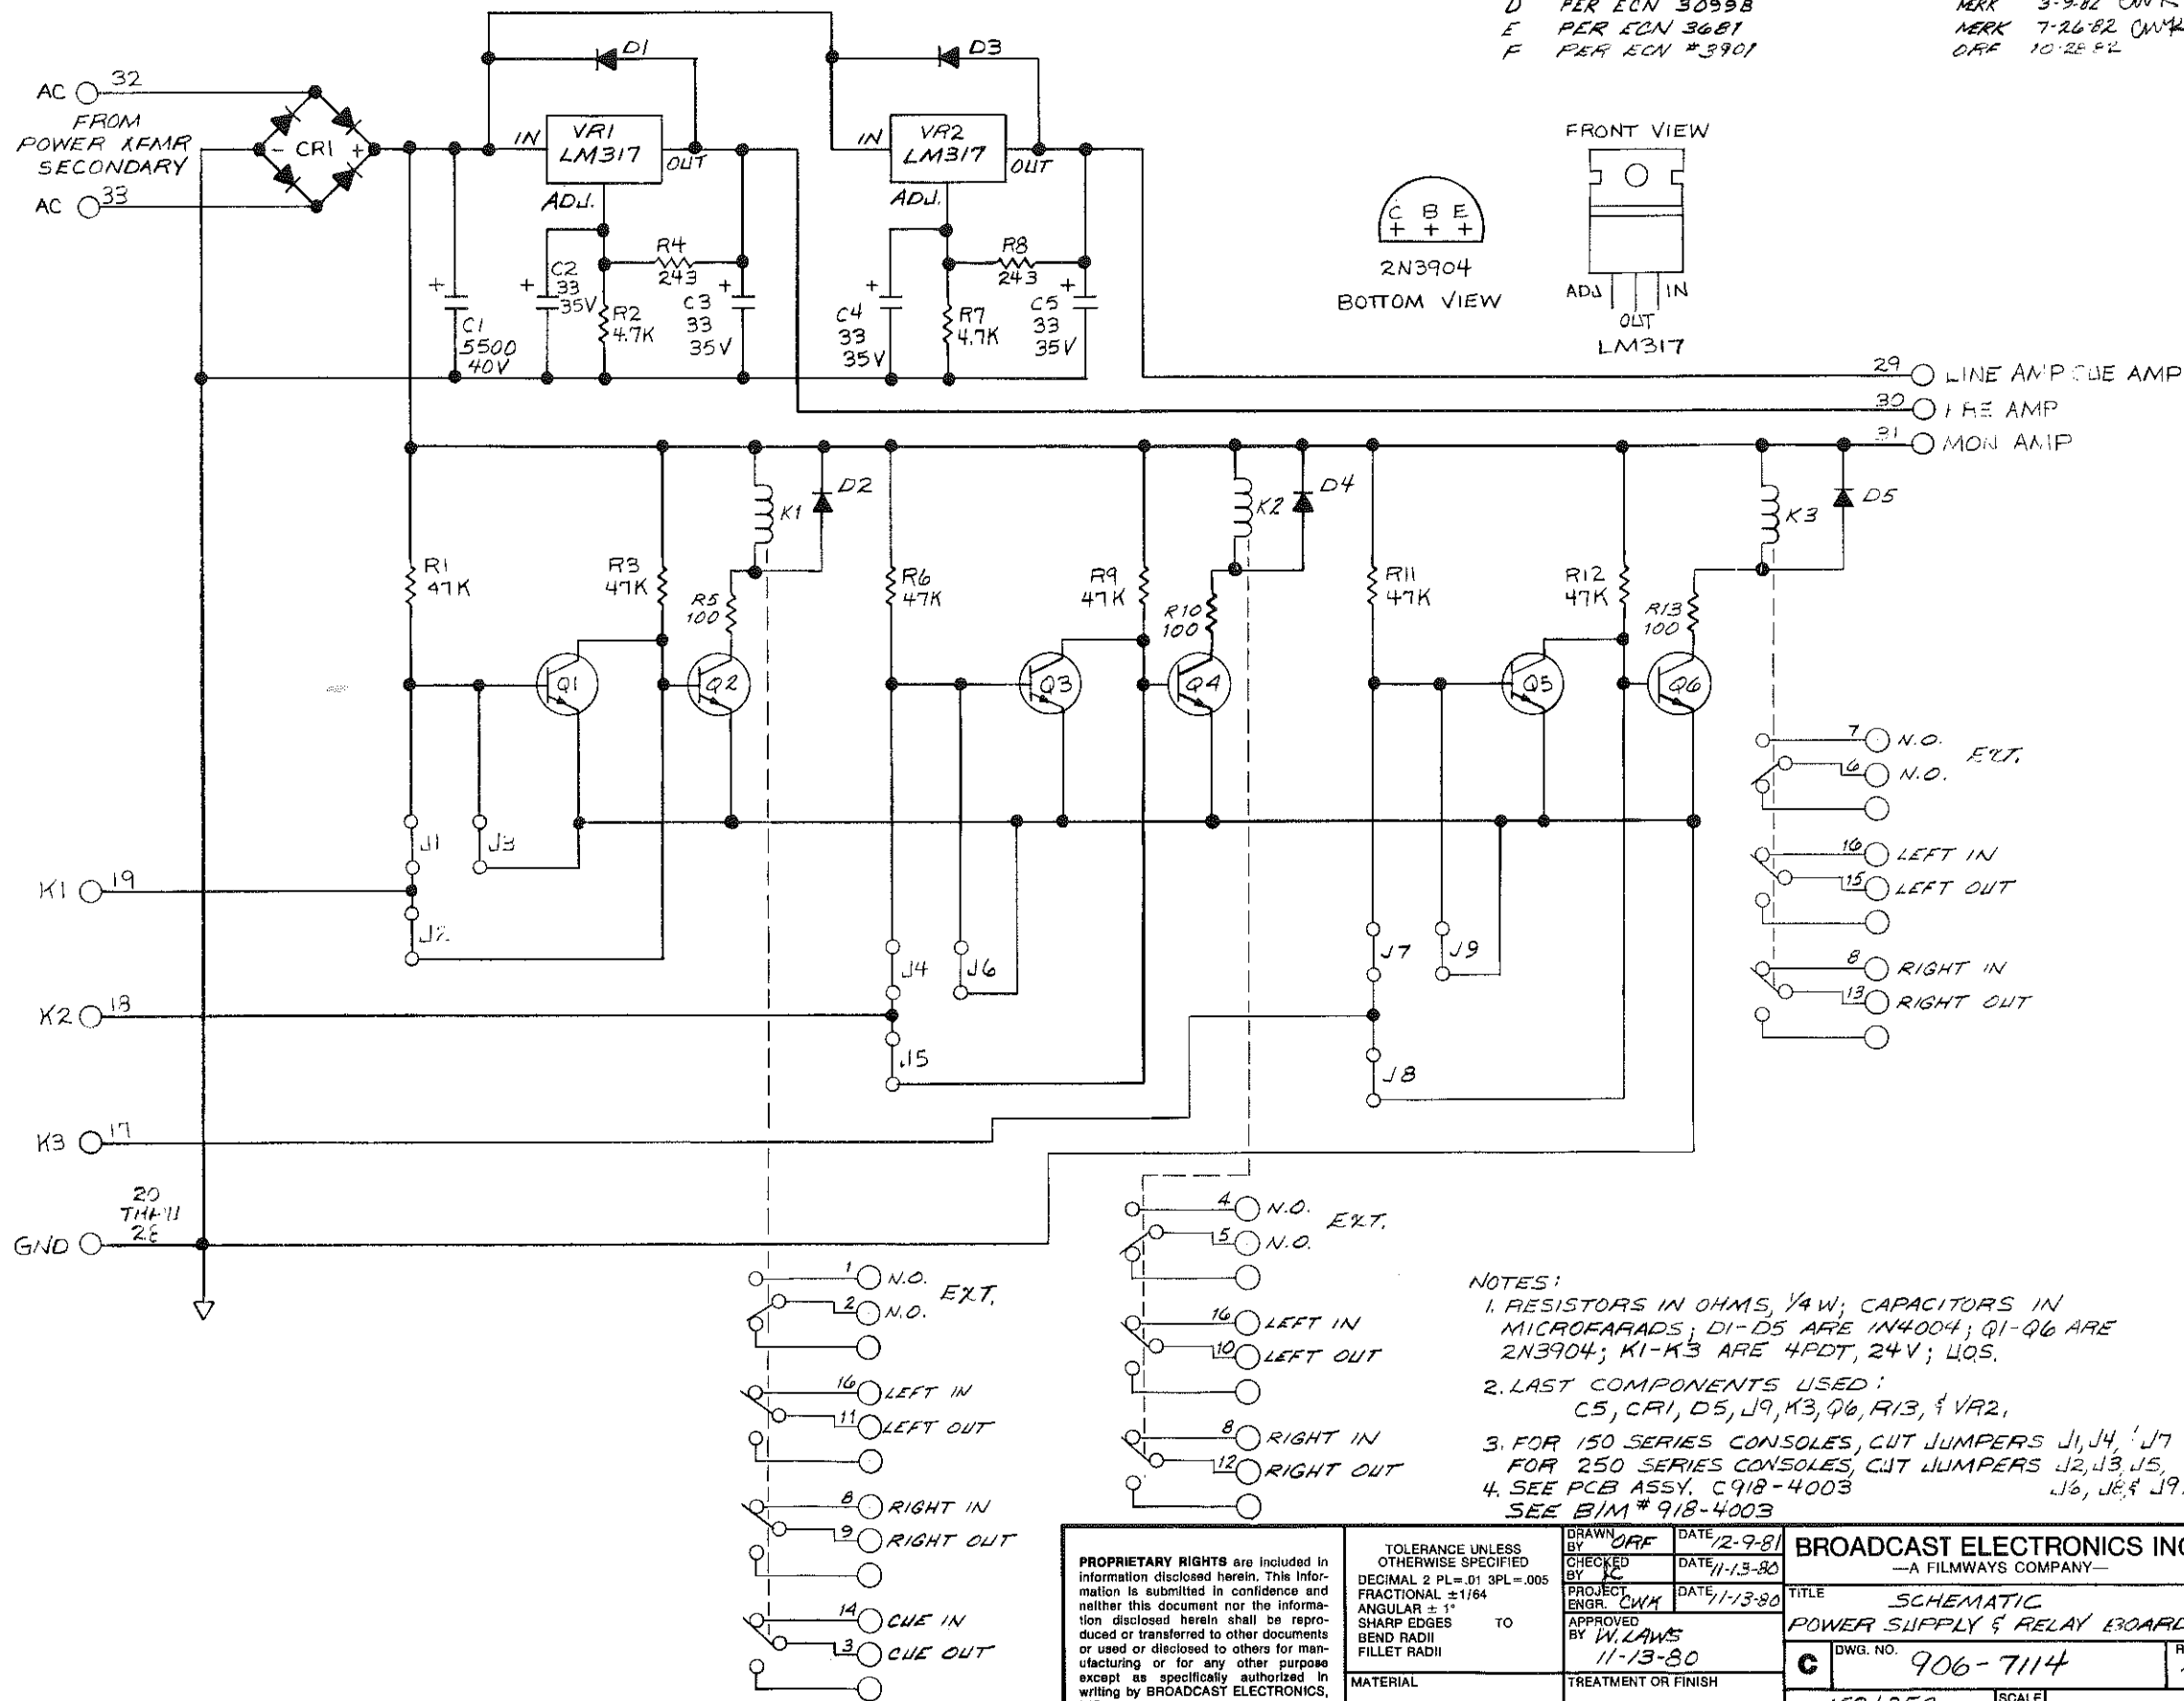 D PER ECN 30998 MERK 3-9-82 CWK
E PER ECN 3681 MERK 7-26-82 CWK
F PER ECN #3901 ORF 10-28-82
AC 32
FROM
POWER XFMR
SECONDARY
AC 33
- CR1 +
D1
IN VR1 LM317 OUT
ADJ.
D3
IN VR2 LM317 OUT
ADJ.
+ C1 5500 40V
+ C2 33 35V
R2 4.7K
R4 243
+ C3 33 35V
+ C4 33 35V
R7 4.7K
R8 243
+ C5 33 35V
C B E
+ + +
2N3904
BOTTOM VIEW
FRONT VIEW
ADJ IN
OUT
LM317
29 LINE AMP CUE AMP
30 PRE AMP
31 MON AMP
R1 47K
R3 47K
R5 100
K1
D2
R6 47K
R9 47K
R10 100
K2
D4
R11 47K
R12 47K
R13 100
K3
D5
Q1
Q2
Q3
Q4
Q5
Q6
J1
J3
J2
J4
J6
J5
J7
J9
J8
K1 19
K2 18
K3 17
20
THRU
28
GND
7 N.O.
EXT.
6 N.O.
16 LEFT IN
15 LEFT OUT
8 RIGHT IN
13 RIGHT OUT
4 N.O.
EXT.
5 N.O.
16 LEFT IN
10 LEFT OUT
8 RIGHT IN
12 RIGHT OUT
1 N.O.
EXT.
2 N.O.
16 LEFT IN
11 LEFT OUT
8 RIGHT IN
9 RIGHT OUT
14 CUE IN
3 CUE OUT
NOTES:
1. RESISTORS IN OHMS, 1/4 W; CAPACITORS IN
MICROFARADS; D1-D5 ARE 1N4004; Q1-Q6 ARE
2N3904; K1-K3 ARE 4PDT, 24V; U.O.S.
2. LAST COMPONENTS USED:
C5, CR1, D5, J9, K3, Q6, R13, & VR2.
3. FOR 150 SERIES CONSOLES, CUT JUMPERS J1, J4, & J7
FOR 250 SERIES CONSOLES, CUT JUMPERS J2, J3, J5,
J6, J8, & J9.
4. SEE PCB ASSY. C918-4003
SEE B/M # 918-4003
PROPRIETARY RIGHTS are included in
information disclosed herein. This infor-
mation is submitted in confidence and
neither this document nor the informa-
tion disclosed herein shall be repro-
duced or transferred to other documents
or used or disclosed to others for man-
ufacturing or for any other purpose
except as specifically authorized in
writing by BROADCAST ELECTRONICS,
TOLERANCE UNLESS
OTHERWISE SPECIFIED
DECIMAL 2 PL=.01 3PL=.005
FRACTIONAL ±1/64
ANGULAR ± 1°
SHARP EDGES TO
BEND RADII
FILLET RADII
MATERIAL
DRAWN BY ORF DATE 12-9-81
CHECKED BY JC DATE 11-13-80
PROJECT ENGR. CWK DATE 11-13-80
APPROVED
BY W. LAWS
11-13-80
TREATMENT OR FINISH
BROADCAST ELECTRONICS INC
—A FILMWAYS COMPANY—
TITLE SCHEMATIC
POWER SUPPLY & RELAY BOARD
C DWG. NO. 906-7114
SCALE